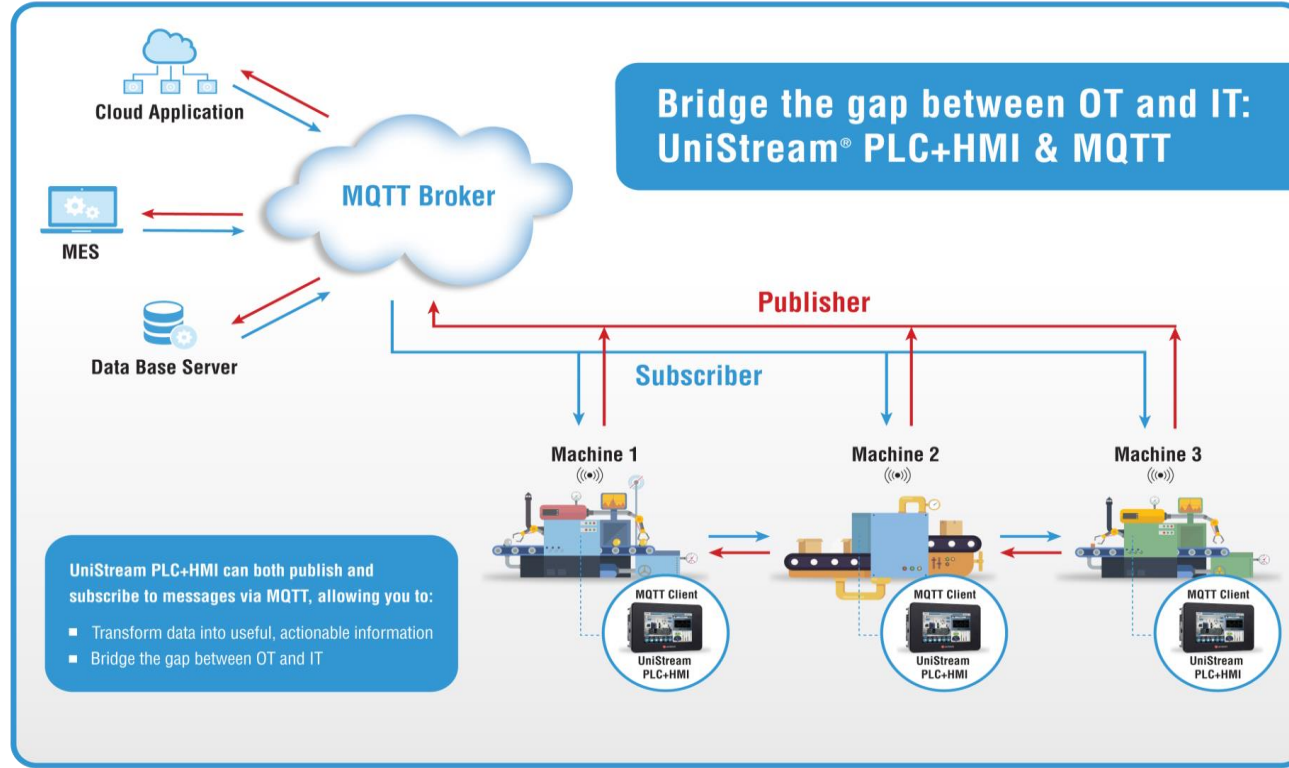 Cloud Application
Bridge the gap between OT and IT:
UniStream® PLC+HMI & MQTT
MQTT Broker
MES
Data Base Server
Publisher
Subscriber
Machine 1
Machine 2
Machine 3
UniStream PLC+HMI can both publish and
subscribe to messages via MQTT, allowing you to:
Transform data into useful, actionable information
Bridge the gap between OT and IT
MQTT Client
UniStream
PLC+HMI
MQTT Client
UniStream
PLC+HMI
MQTT Client
UniStream
PLC+HMI